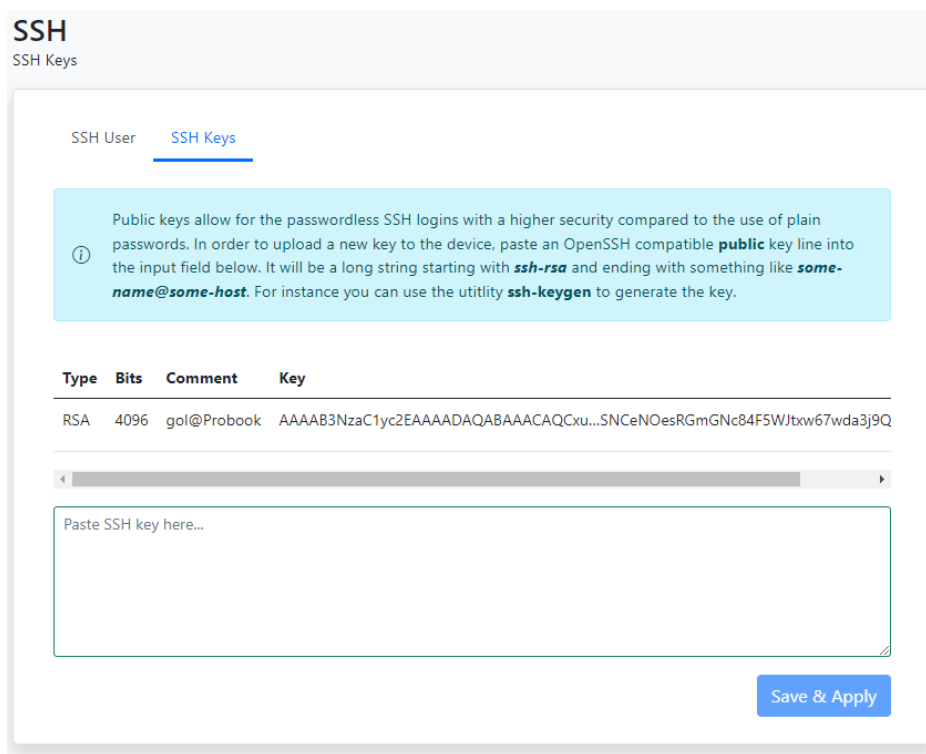 SSH
SSH Keys
SSH User SSH Keys
Public keys allow for the passwordless SSH logins with a higher security compared to the use of plain
passwords. In order to upload a new key to the device, paste an OpenSSH compatible public key line into
the input field below. It will be a long string starting with ssh-rsa and ending with something like some-
name@some-host. For instance you can use the utitlity ssh-keygen to generate the key.
Type Bits Comment Key
RSA 4096 gol@Probook AAAAB3NzaC1yc2EAAAADAQABAAACAQCxu...SNCeNOesRGmGNc84F5WJtxw67wda3j9Q
Paste SSH key here...
Save & Apply